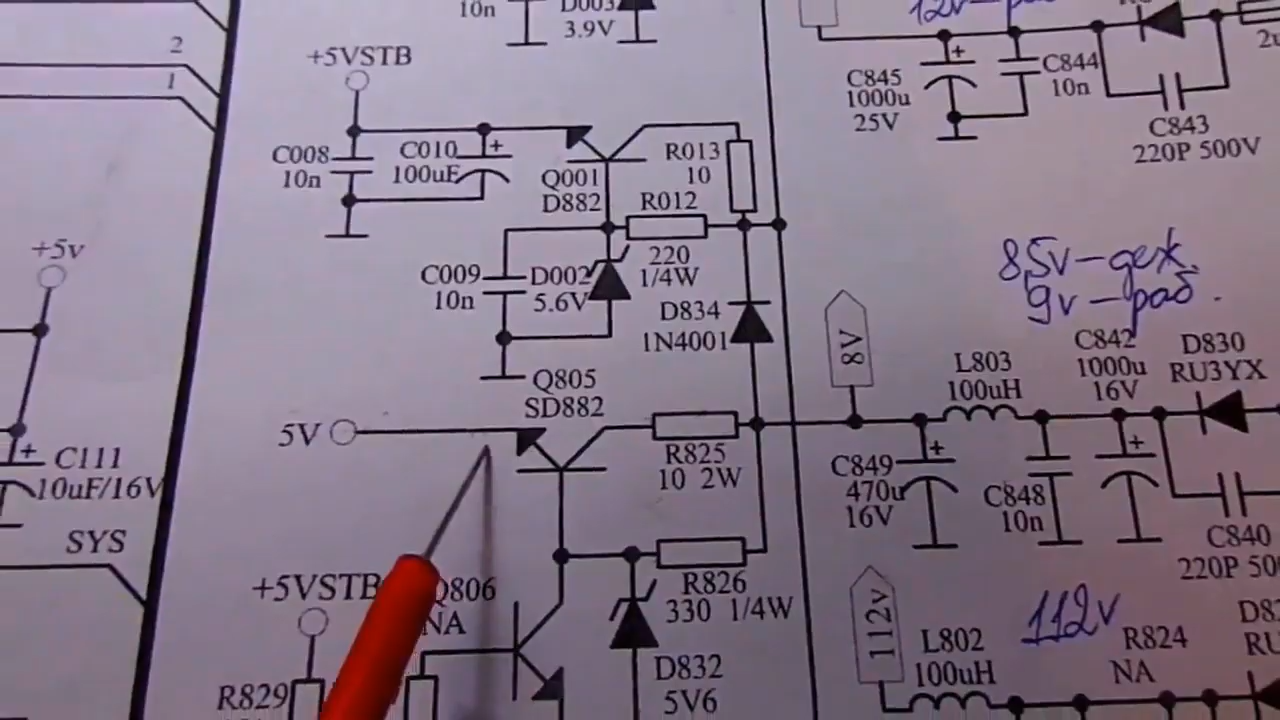 10n
D003
3.9V
12v-раб
2
1
+5VSTB
C845
1000u
25V
C844
10n
C843
220P 500V
C008
10n
C010
100uF
Q001
D882
R013
10
R012
220
1/4W
+5v
C009
10n
D002
5.6V
D834
1N4001
8V
8,5v-деж.
9v-раб.
L803
100uH
C842
1000u
16V
D830
RU3YX
Q805
SD882
5V
R825
10 2W
C849
470u
16V
C848
10n
C840
220P
C111
10uF/16V
SYS
+5VSTB
Q806
NA
R826
330 1/4W
D832
5V6
R829
112v
112v
L802
100uH
R824
NA